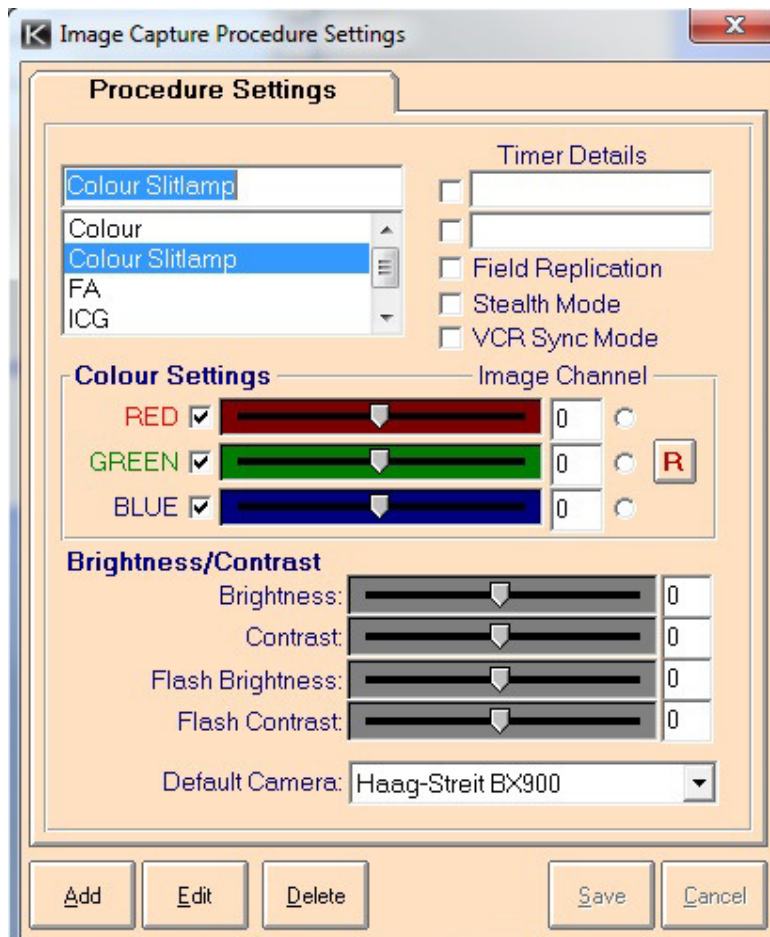 K Image Capture Procedure Settings X
Procedure Settings
Timer Details
Colour Slitlamp
Colour
Colour Slitlamp
FA
ICG
Field Replication
Stealth Mode
VCR Sync Mode
Colour Settings Image Channel
RED 0
GREEN 0 R
BLUE 0
Brightness/Contrast
Brightness: 0
Contrast: 0
Flash Brightness: 0
Flash Contrast: 0
Default Camera: Haag-Streit BX900
Add Edit Delete Save Cancel